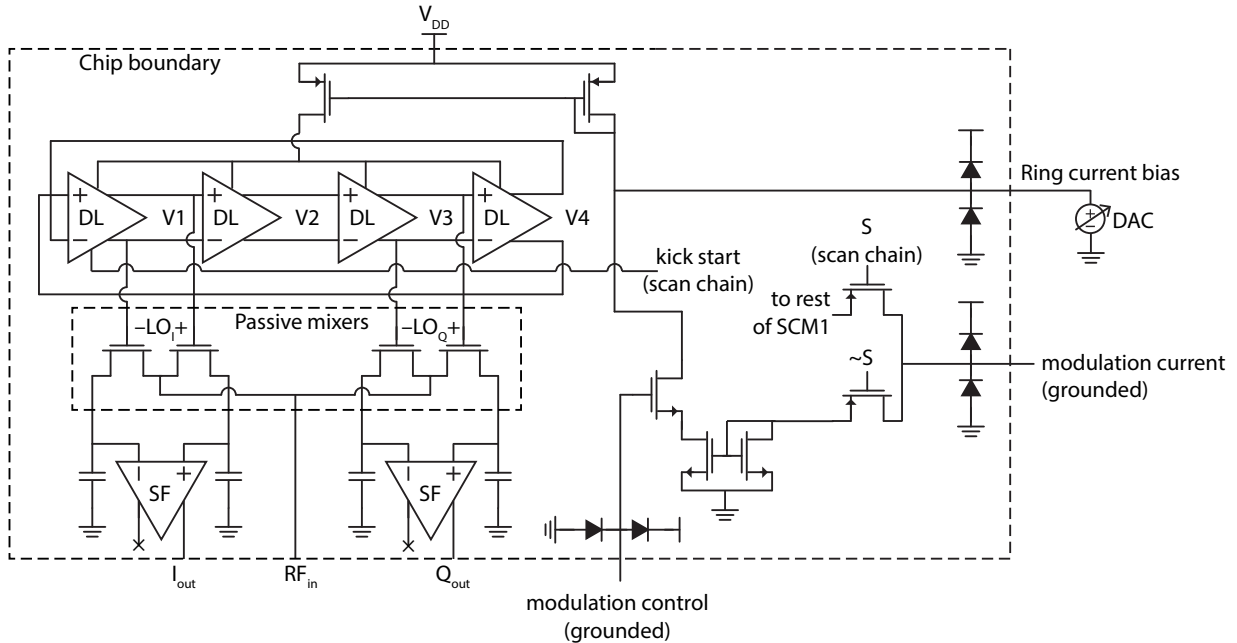 V_DD
Chip boundary
+ + + +
DL V1 DL V2 DL V3 DL V4
− − − −
Ring current bias
+
− DAC
S
(scan chain)
kick start
(scan chain)
to rest
of SCM1
Passive mixers
−LO_I+ −LO_Q+
~S
modulation current
(grounded)
− + − +
SF SF
I_out RF_in Q_out
modulation control
(grounded)